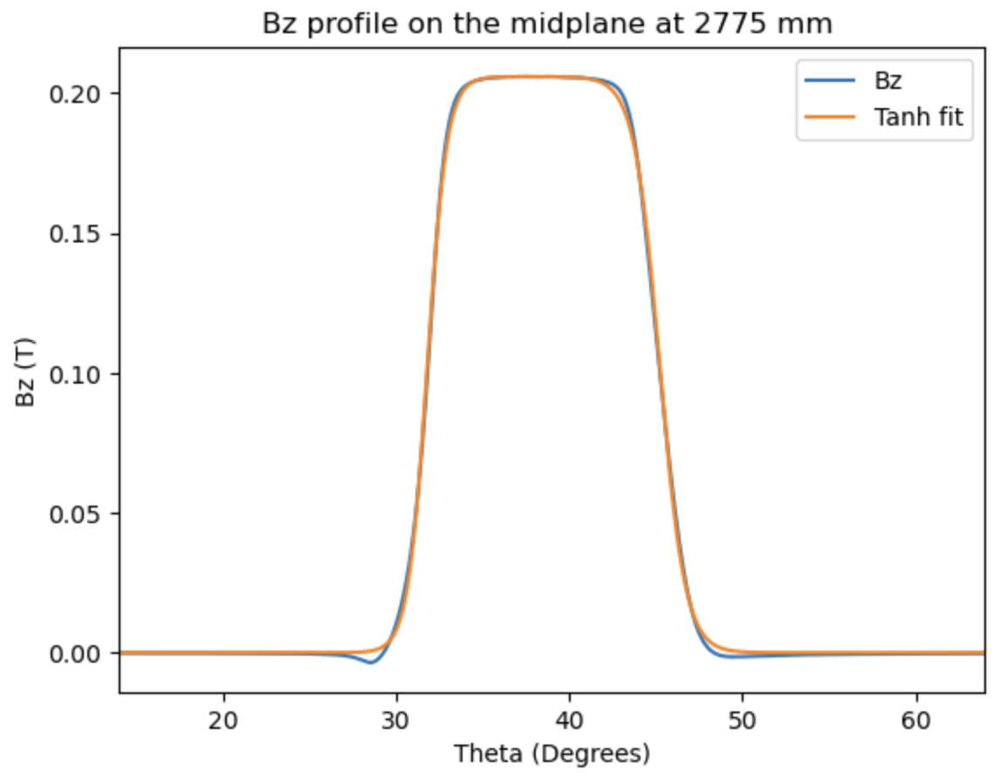 Bz profile on the midplane at 2775 mm
Bz
Tanh fit
0.20
0.15
0.10
0.05
0.00
Bz (T)
20 30 40 50 60
Theta (Degrees)